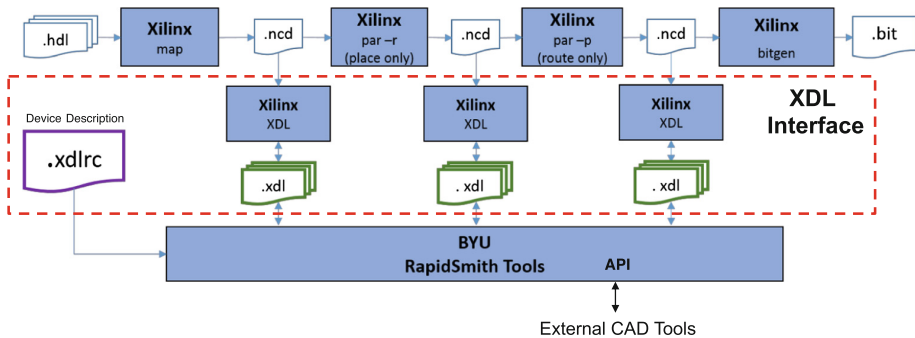 .hdl
Xilinx
map
.ncd
Xilinx
par –r
(place only)
.ncd
Xilinx
par –p
(route only)
.ncd
Xilinx
bitgen
.bit
Device Description
.xdlrc
Xilinx
XDL
Xilinx
XDL
Xilinx
XDL
XDL
Interface
.xdl
. xdl
. xdl
BYU
RapidSmith Tools
API
External CAD Tools